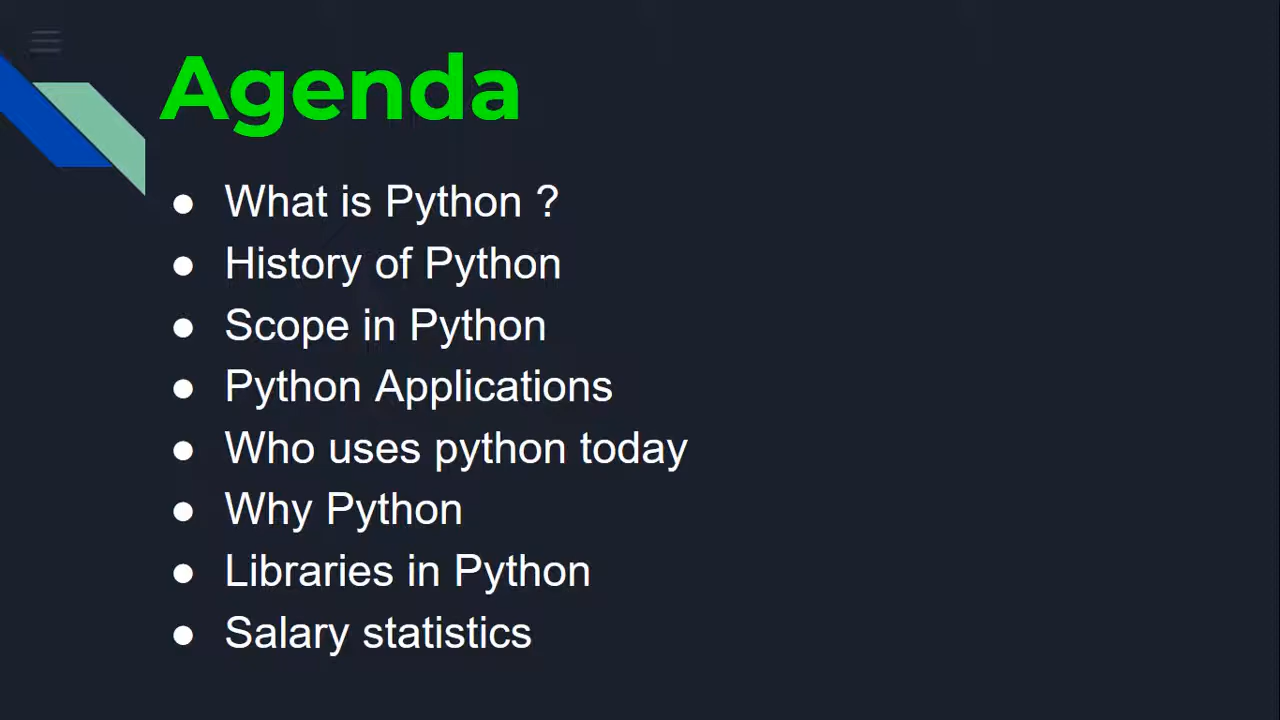 Agenda
● What is Python ?
● History of Python
● Scope in Python
● Python Applications
● Who uses python today
● Why Python
● Libraries in Python
● Salary statistics